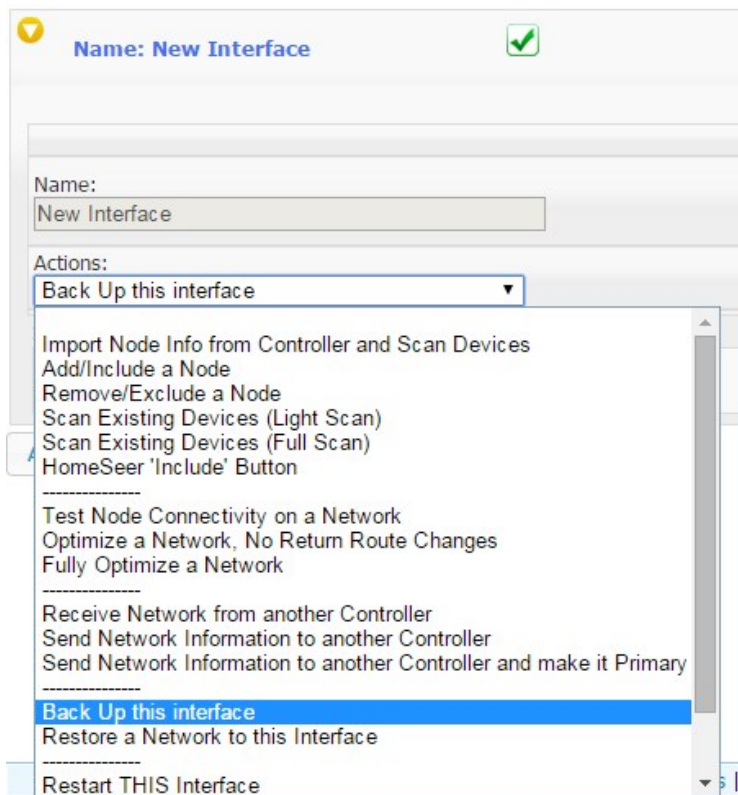 Name: New Interface
Name:
New Interface
Actions:
Back Up this interface
Import Node Info from Controller and Scan Devices
Add/Include a Node
Remove/Exclude a Node
Scan Existing Devices (Light Scan)
Scan Existing Devices (Full Scan)
HomeSeer 'Include' Button
---------------
Test Node Connectivity on a Network
Optimize a Network, No Return Route Changes
Fully Optimize a Network
---------------
Receive Network from another Controller
Send Network Information to another Controller
Send Network Information to another Controller and make it Primary
---------------
Back Up this interface
Restore a Network to this Interface
---------------
Restart THIS Interface